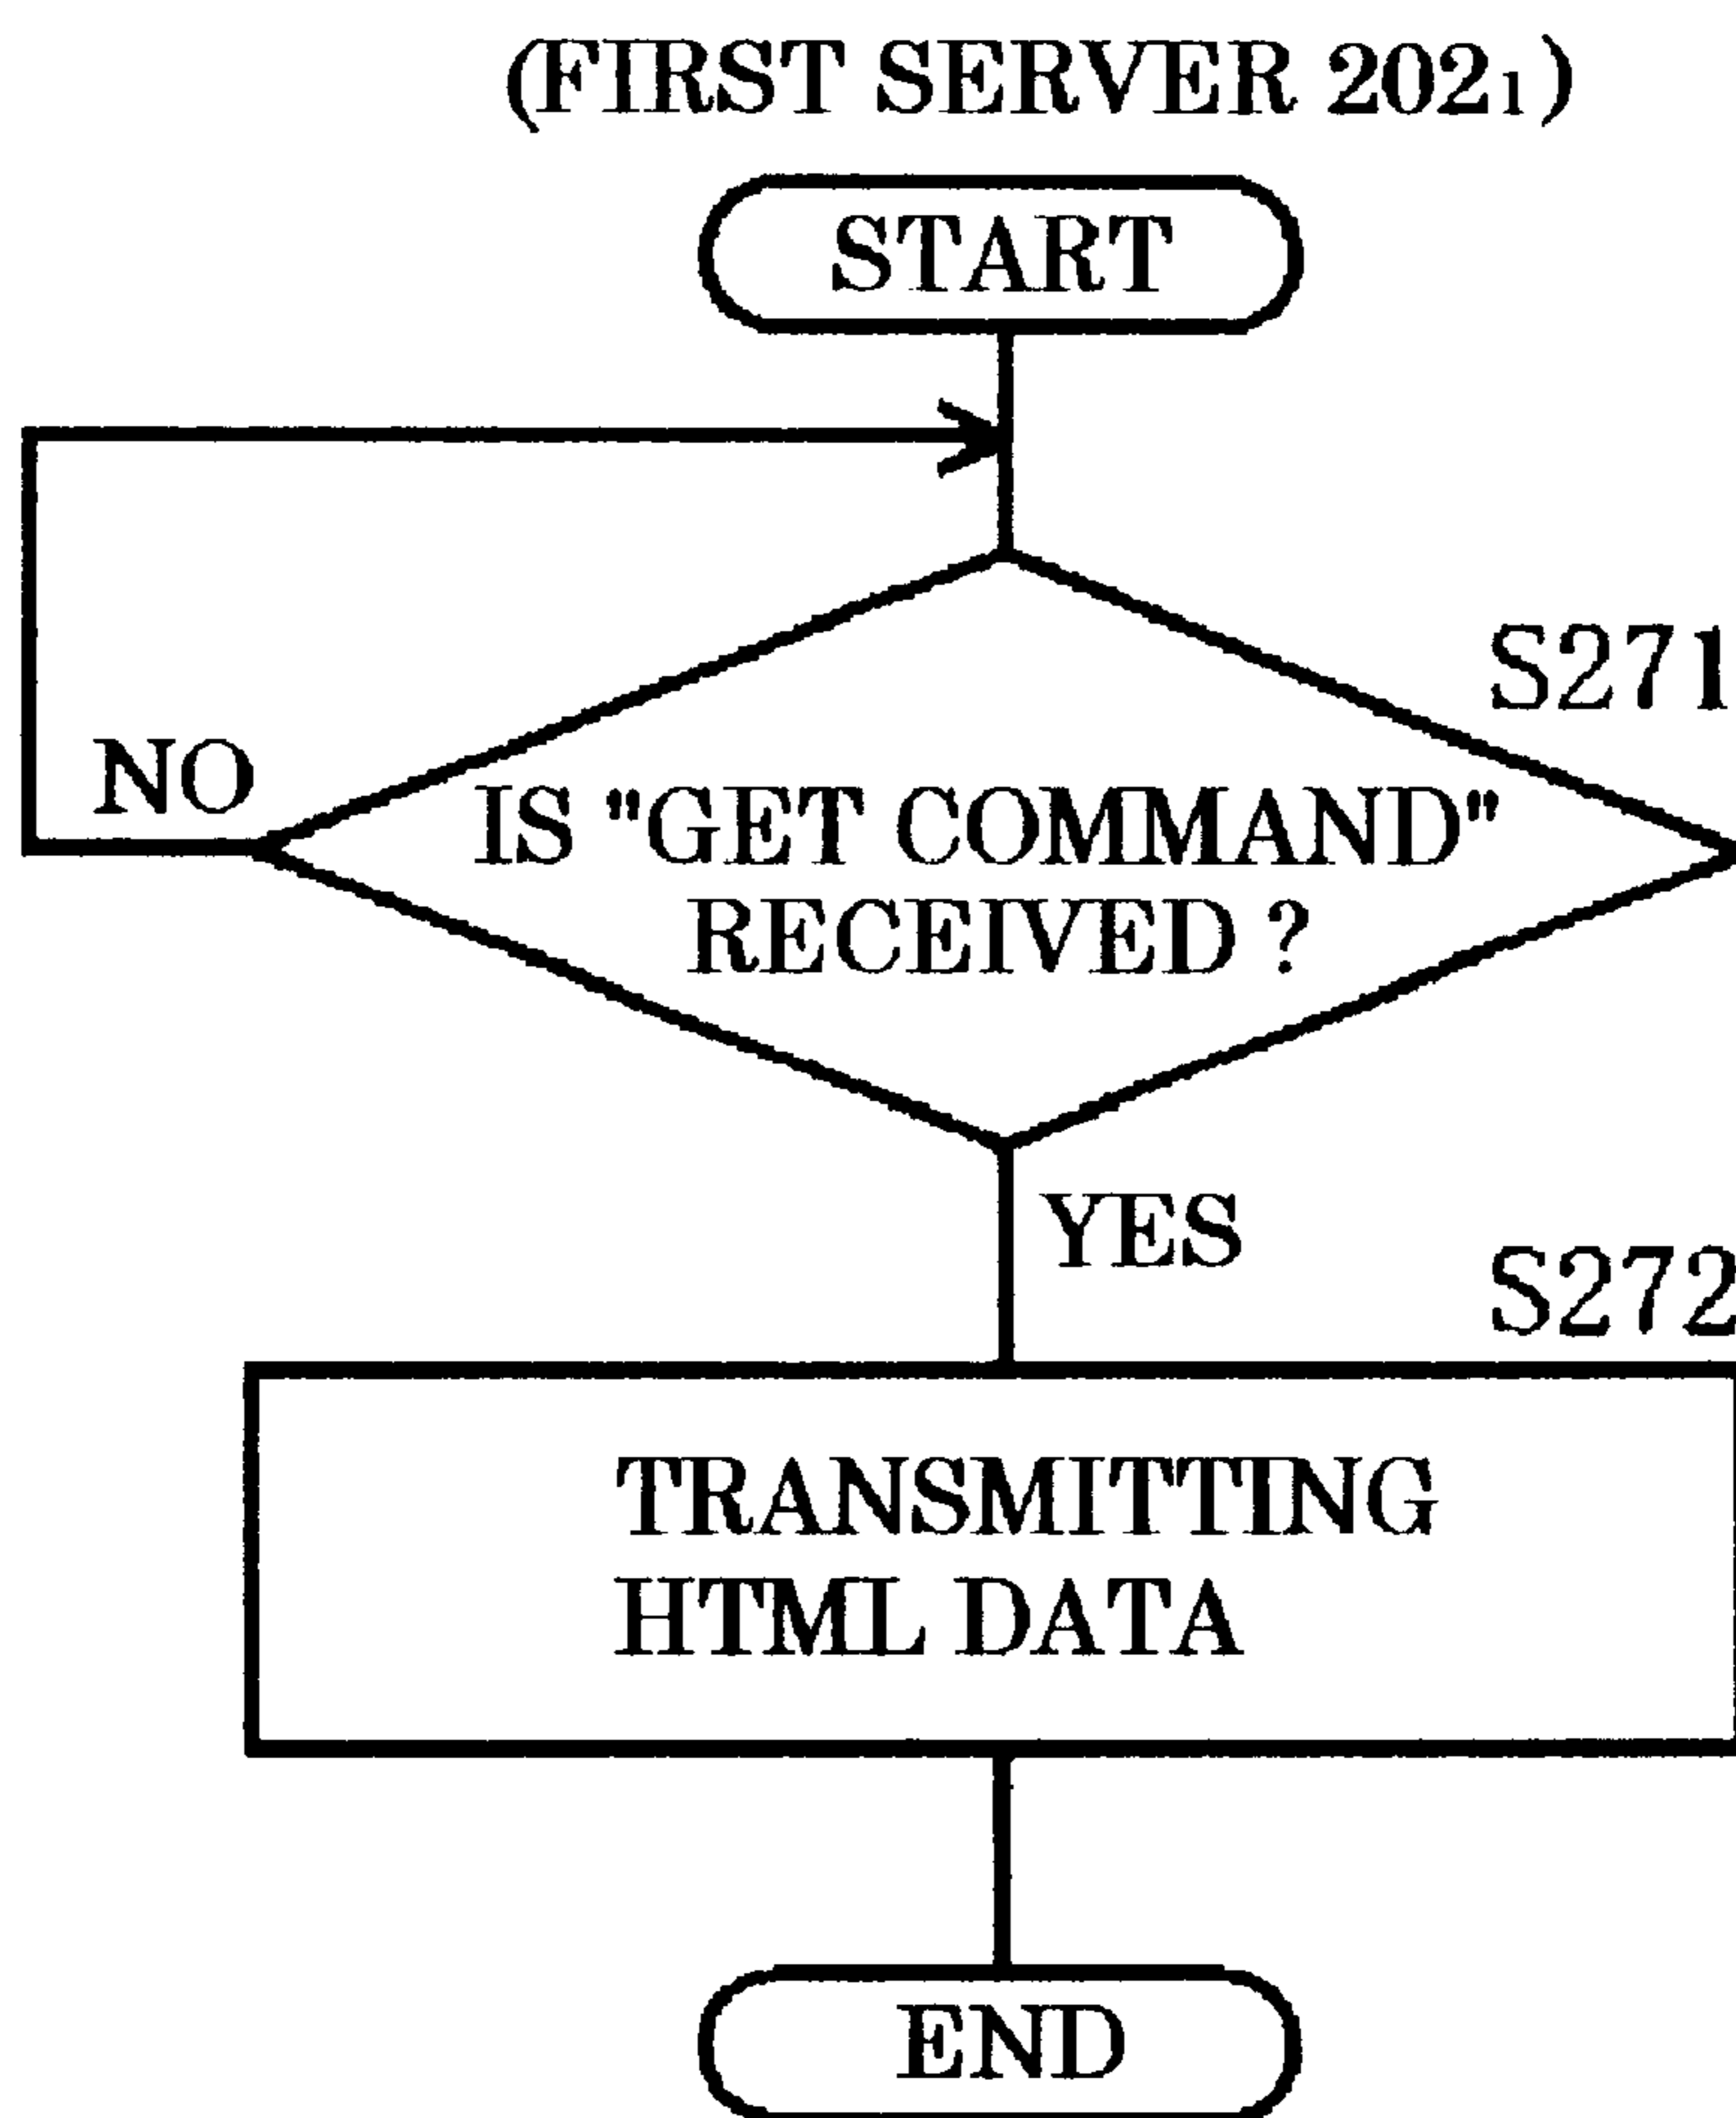 (FIRST SERVER 202₁)
START
S271
NO
IS "GET COMMAND"
RECEIVED ?
YES
S272
TRANSMITTING
HTML DATA
END